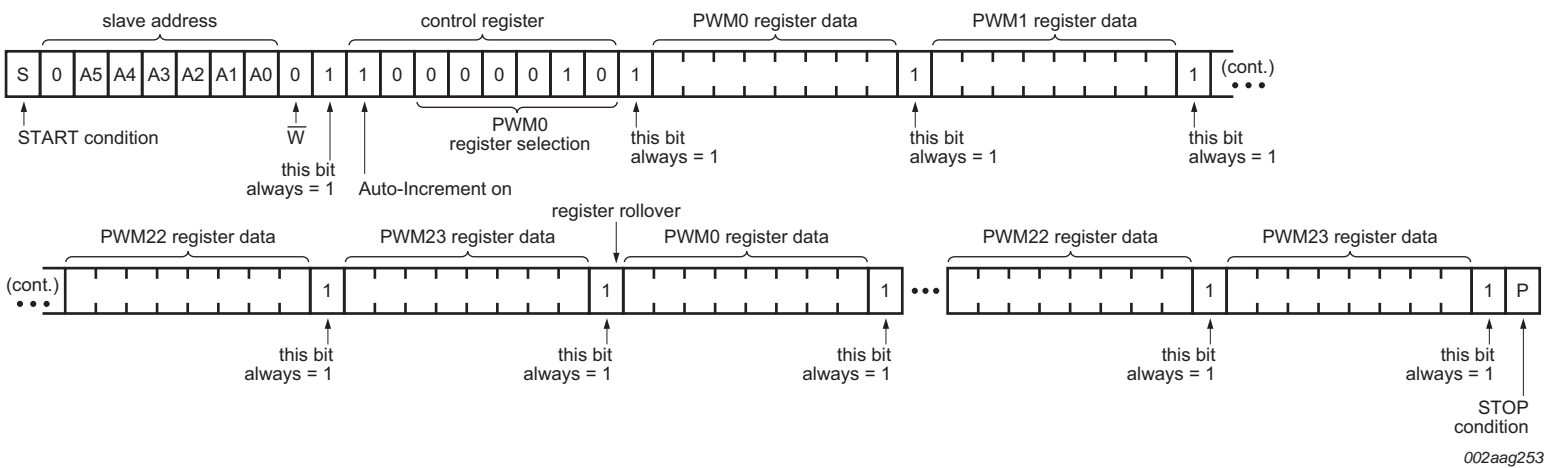 slave address control register PWM0 register data PWM1 register data
S 0 A5 A4 A3 A2 A1 A0 0 1 1 0 0 0 0 0 1 0 1 1 1 (cont.)
START condition W PWM0 register selection this bit always = 1 this bit always = 1 this bit always = 1
this bit always = 1 Auto-Increment on
register rollover
PWM22 register data PWM23 register data PWM0 register data PWM22 register data PWM23 register data
(cont.) 1 1 1 1 1 P
this bit this bit this bit this bit this bit
always = 1 always = 1 always = 1 always = 1 always = 1
STOP
condition
002aag253